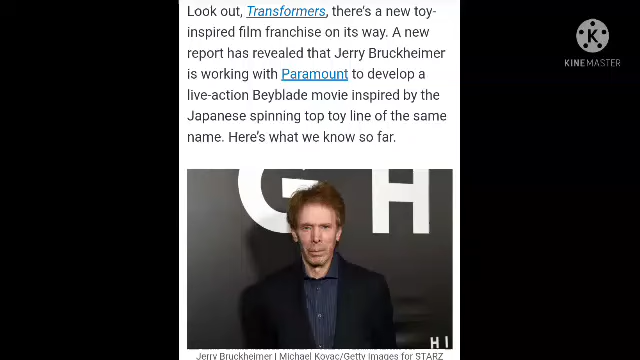 Look out, Transformers, there's a new toy-
inspired film franchise on its way. A new
report has revealed that Jerry Bruckheimer
is working with Paramount to develop a
live-action Beyblade movie inspired by the
Japanese spinning top toy line of the same
name. Here's what we know so far.
K
KINEMASTER
G H
H I
Jerry Bruckheimer | Michael Kovac/Getty Images for STARZ